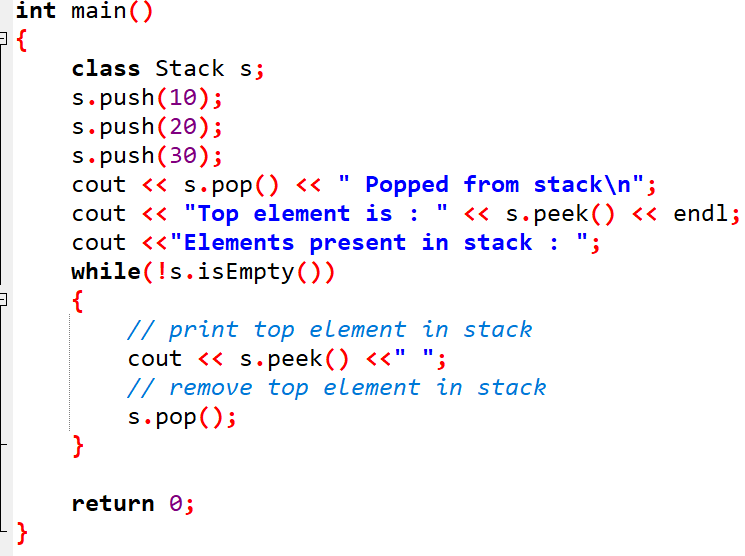 int main()
{
    class Stack s;
    s.push(10);
    s.push(20);
    s.push(30);
    cout << s.pop() << " Popped from stack\n";
    cout << "Top element is : " << s.peek() << endl;
    cout <<"Elements present in stack : ";
    while(!s.isEmpty())
    {
        // print top element in stack
        cout << s.peek() <<" ";
        // remove top element in stack
        s.pop();
    }

    return 0;
}